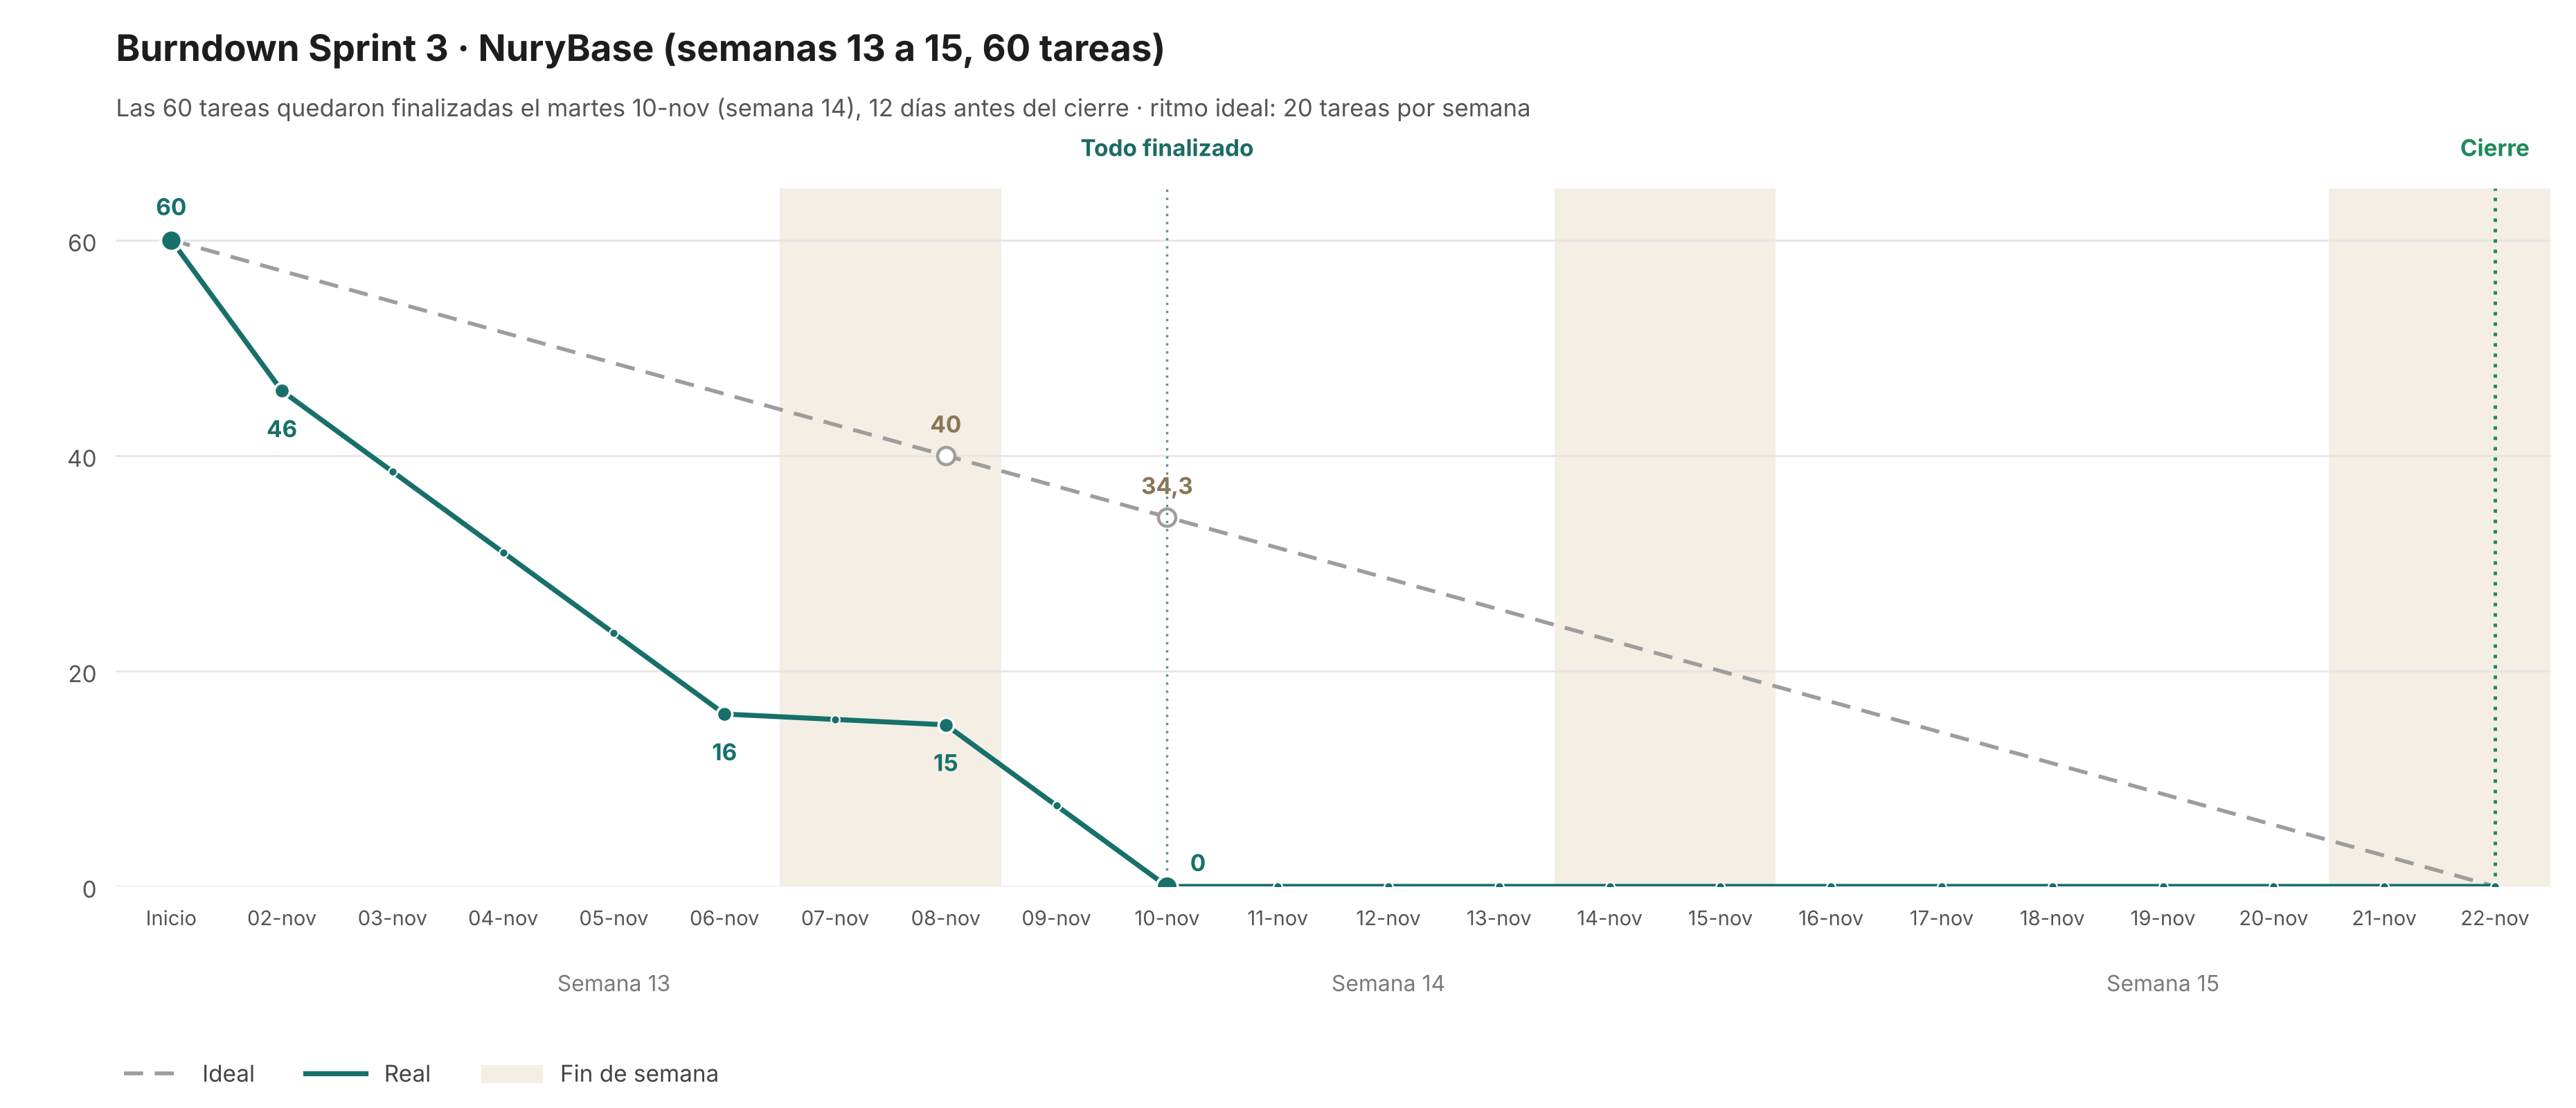 Burndown Sprint 3 · NuryBase (semanas 13 a 15, 60 tareas)
Las 60 tareas quedaron finalizadas el martes 10-nov (semana 14), 12 días antes del cierre · ritmo ideal: 20 tareas por semana
Todo finalizado
Cierre
60
60
46
40
40
34,3
20
16
15
0
0
Inicio 02-nov 03-nov 04-nov 05-nov 06-nov 07-nov 08-nov 09-nov 10-nov 11-nov 12-nov 13-nov 14-nov 15-nov 16-nov 17-nov 18-nov 19-nov 20-nov 21-nov 22-nov
Semana 13 Semana 14 Semana 15
Ideal Real Fin de semana